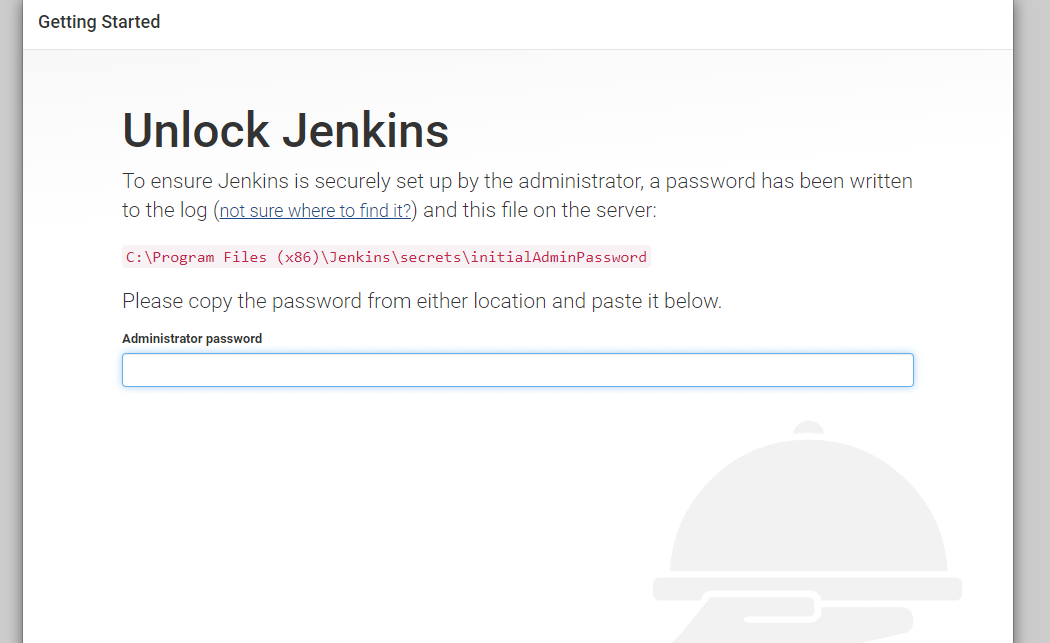 Getting Started
Unlock Jenkins
To ensure Jenkins is securely set up by the administrator, a password has been written
to the log (not sure where to find it?) and this file on the server:
C:\Program Files (x86)\Jenkins\secrets\initialAdminPassword
Please copy the password from either location and paste it below.
Administrator password